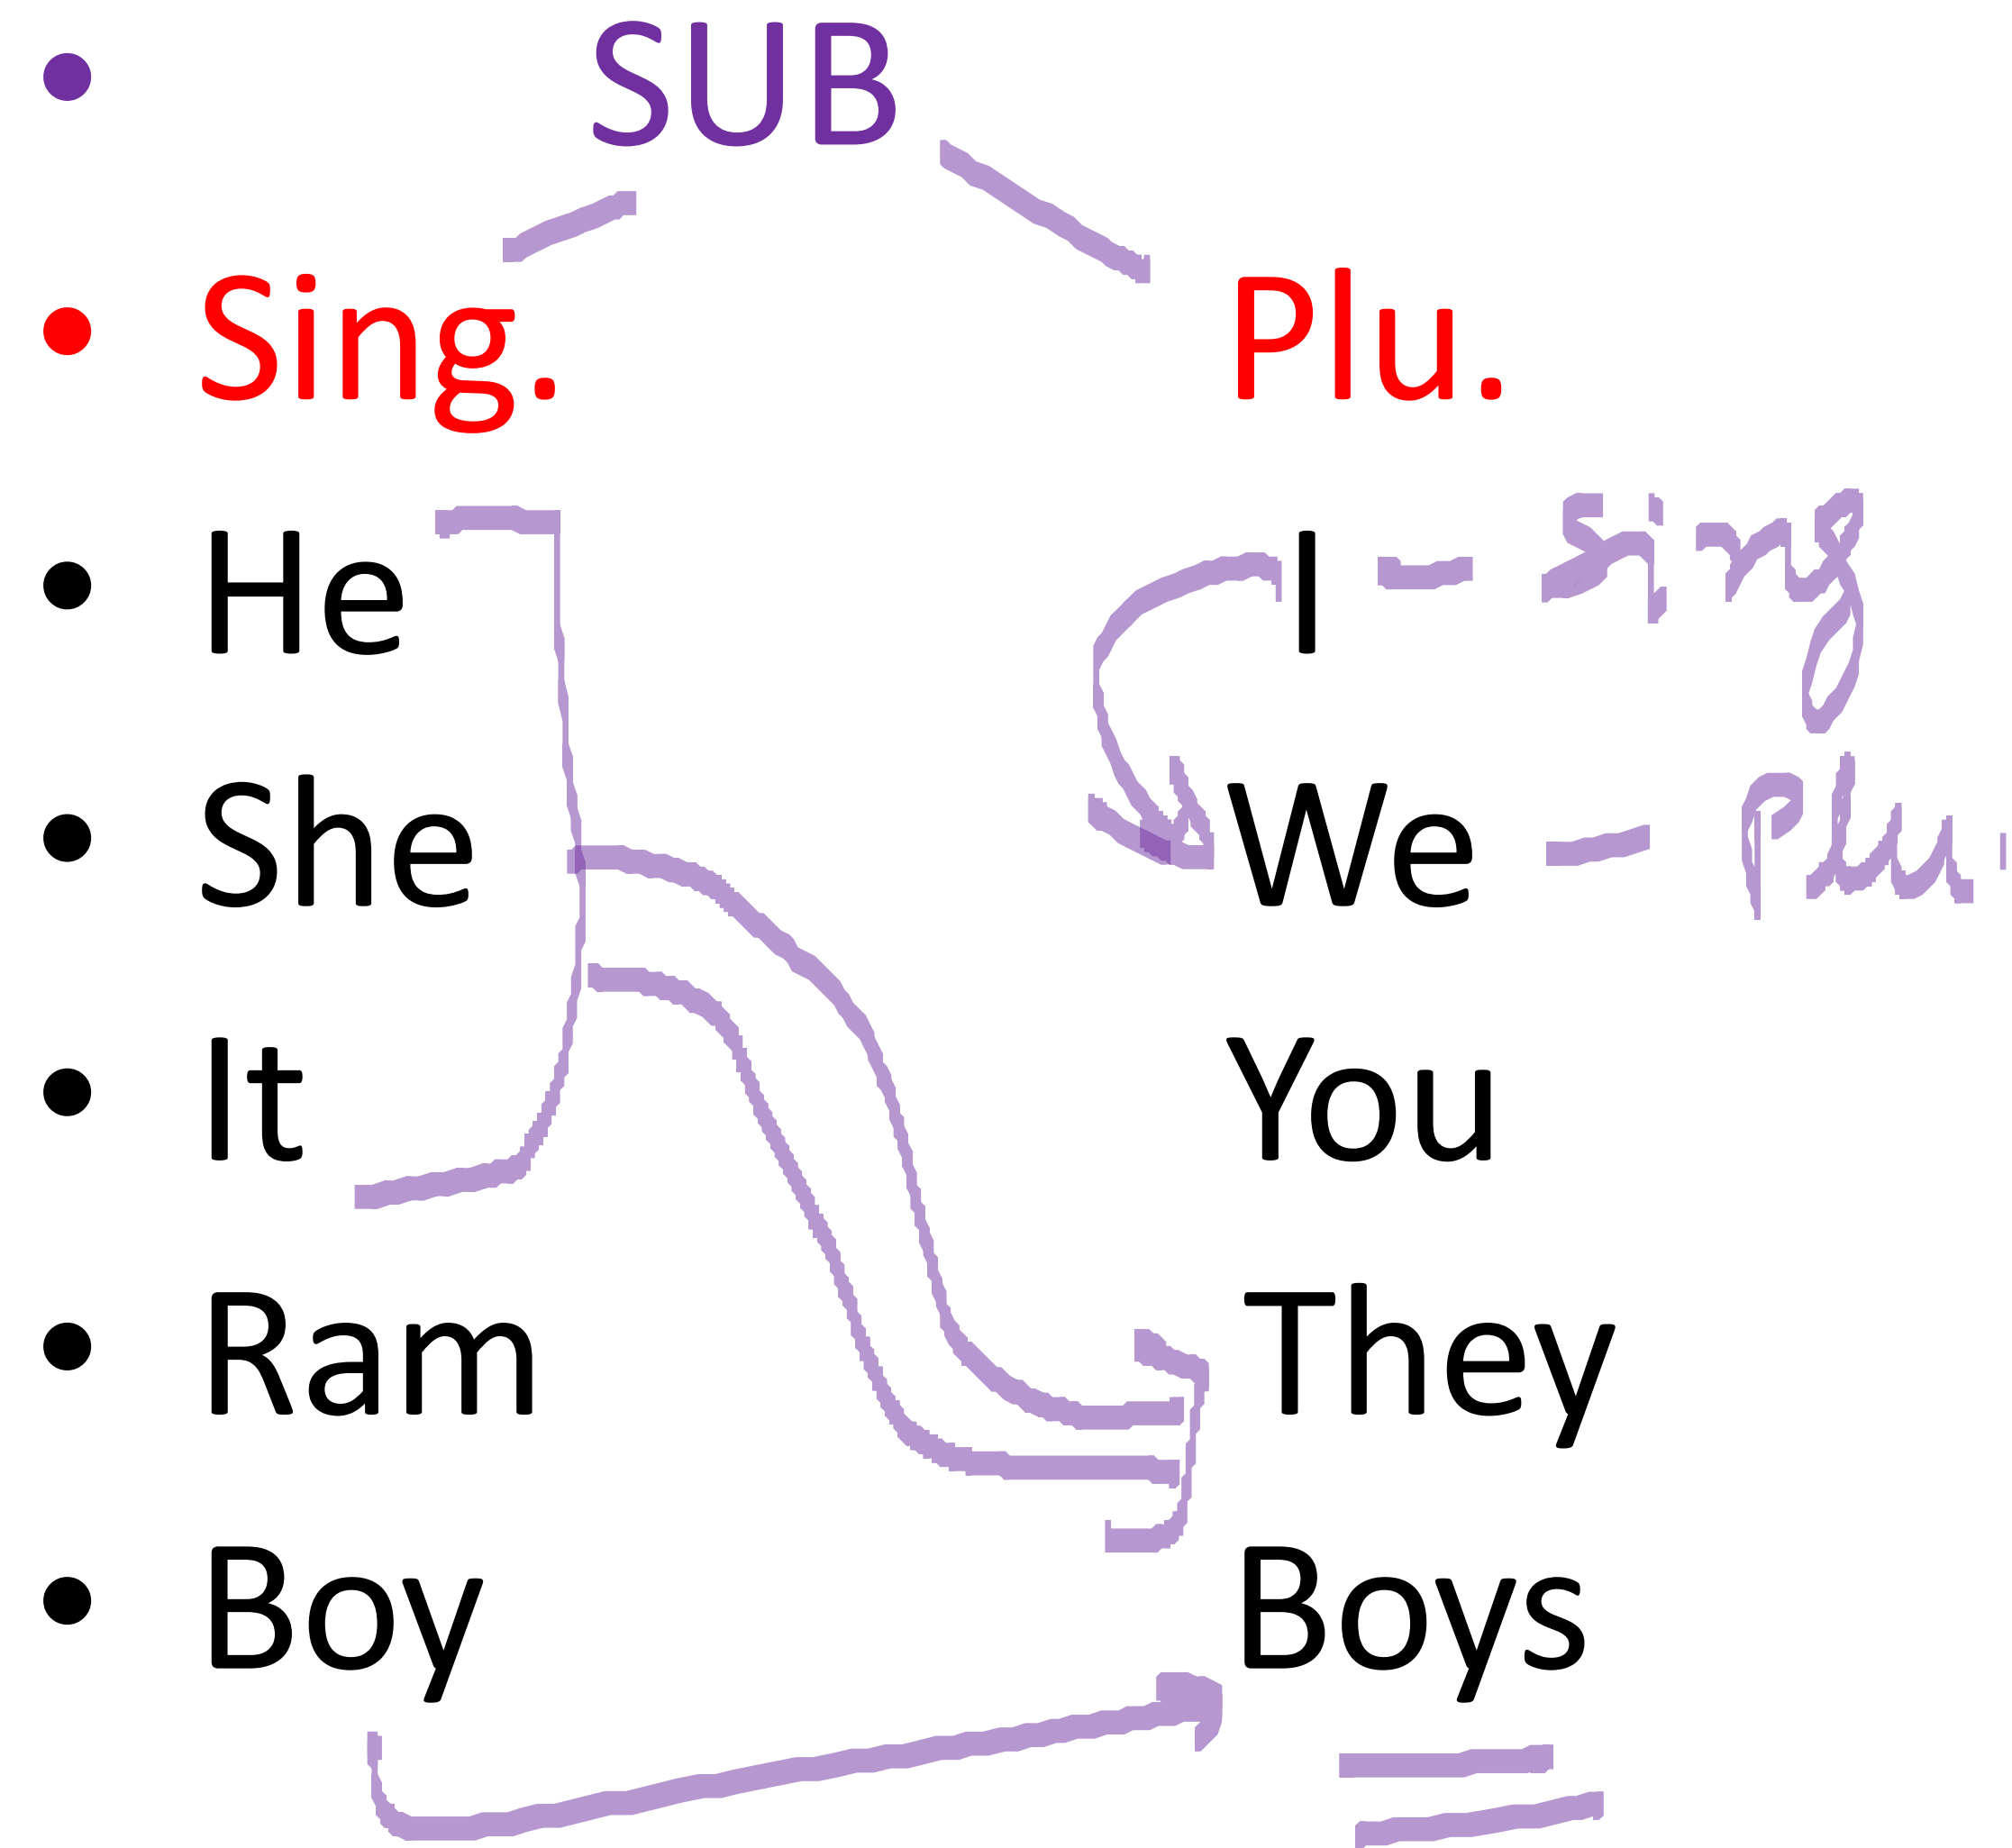 • SUB
• Sing. Plu.
• He I - Sing
• She We - Plu.
• It You
• Ram They
• Boy Boys